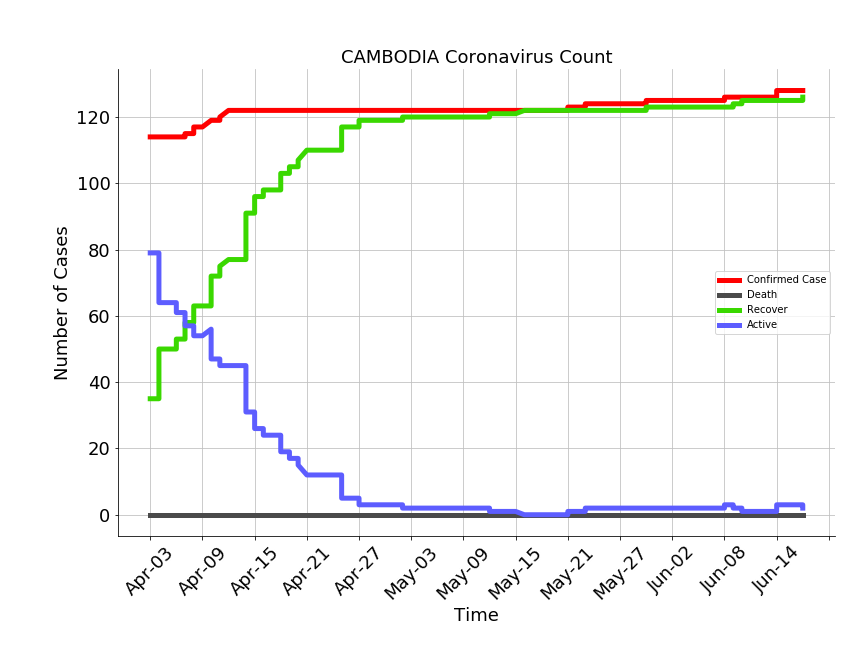 CAMBODIA Coronavirus Count
Number of Cases
120
100
80
60
40
20
0
Confirmed Case
Death
Recover
Active
Apr-03
Apr-09
Apr-15
Apr-21
Apr-27
May-03
May-09
May-15
May-21
May-27
Jun-02
Jun-08
Jun-14
Time